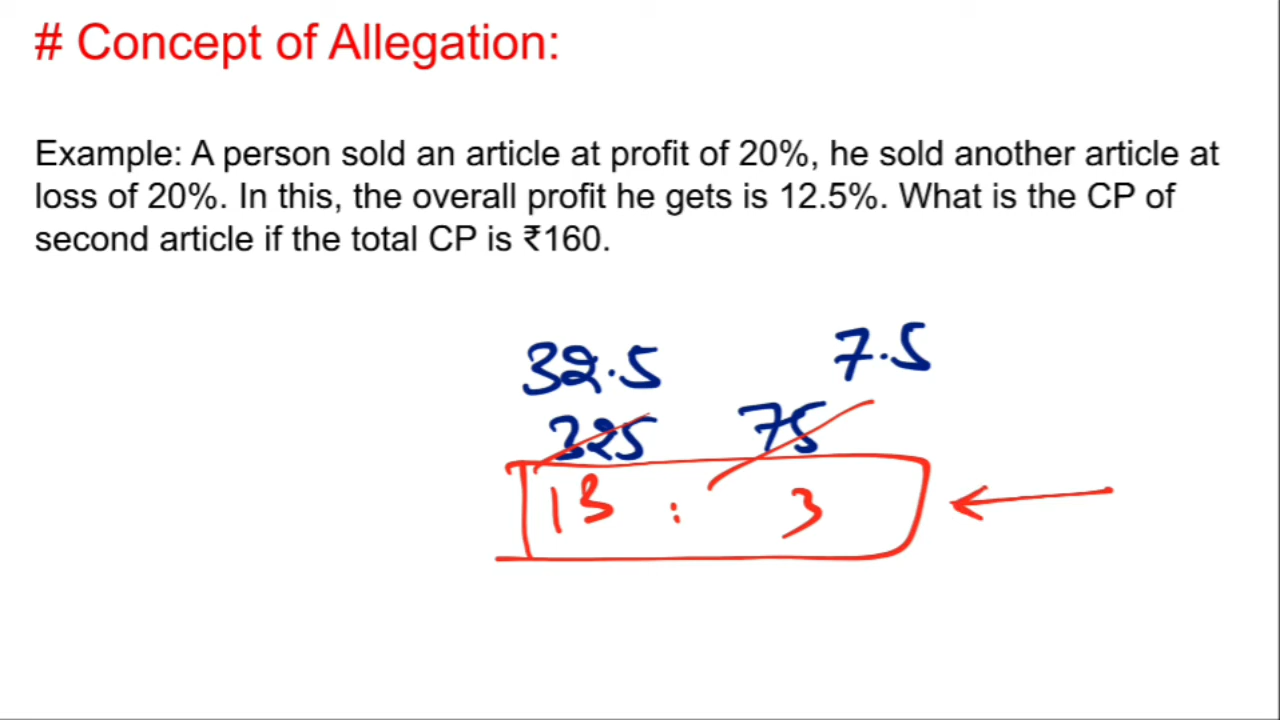 # Concept of Allegation:
Example: A person sold an article at profit of 20%, he sold another article at
loss of 20%. In this, the overall profit he gets is 12.5%. What is the CP of
second article if the total CP is ₹160.
32.5 7.5
325 75
13 : 3